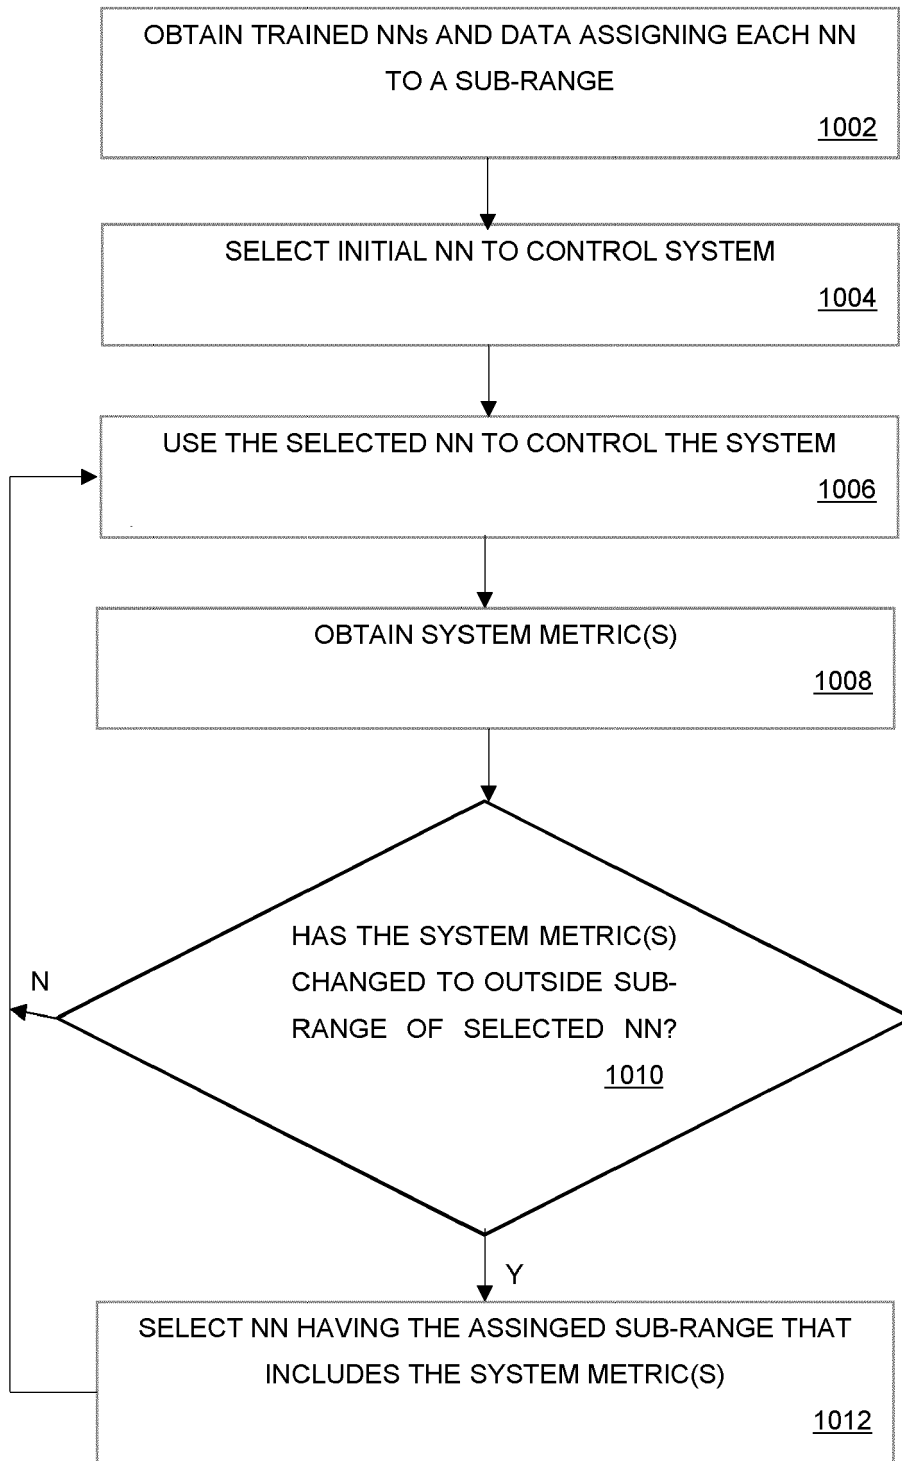 OBTAIN TRAINED NNs AND DATA ASSIGNING EACH NN
TO A SUB-RANGE
1002
SELECT INITIAL NN TO CONTROL SYSTEM
1004
USE THE SELECTED NN TO CONTROL THE SYSTEM
1006
OBTAIN SYSTEM METRIC(S)
1008
HAS THE SYSTEM METRIC(S)
CHANGED TO OUTSIDE SUB-
RANGE OF SELECTED NN?
1010
N
Y
SELECT NN HAVING THE ASSINGED SUB-RANGE THAT
INCLUDES THE SYSTEM METRIC(S)
1012